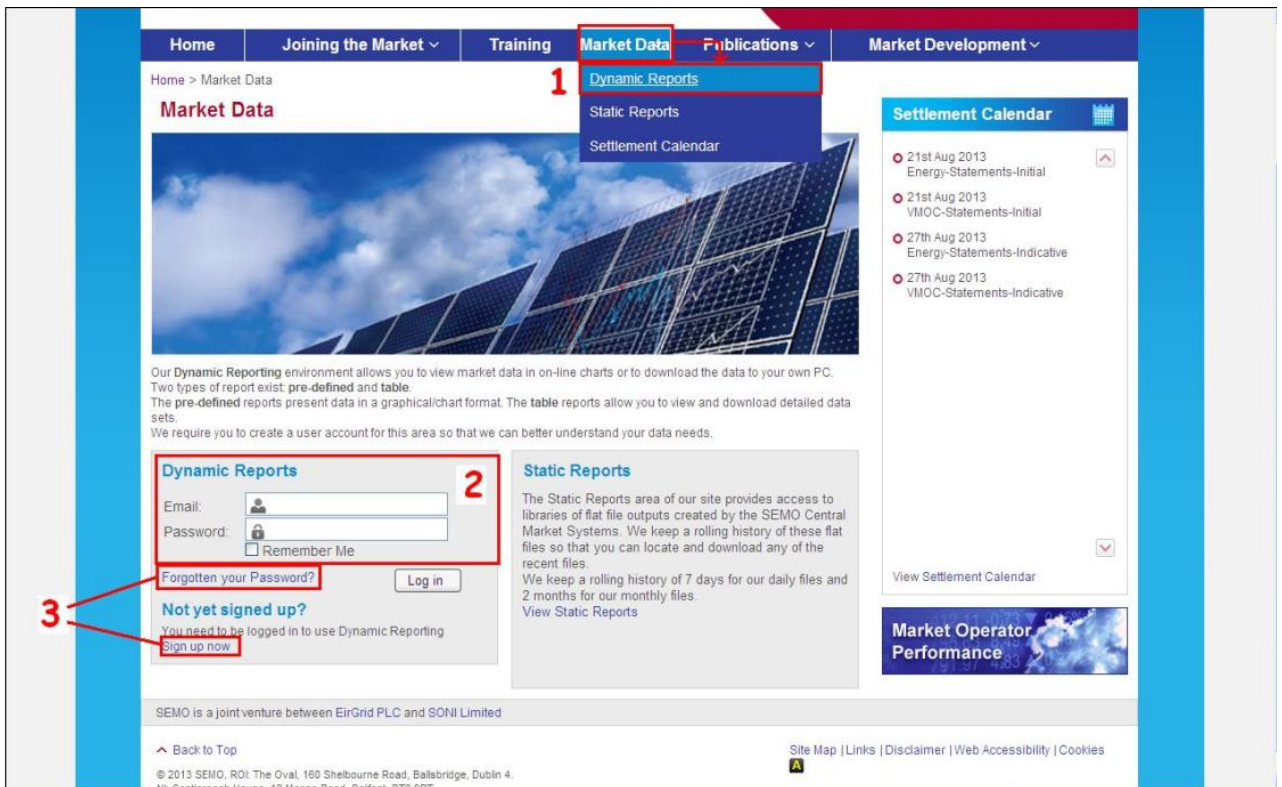 Home
Joining the Market
Training
Market Data
Publications
Market Development
1
Dynamic Reports
Static Reports
Settlement Calendar
Home > Market Data
Market Data
Settlement Calendar
21st Aug 2013
Energy-Statements-Initial
21st Aug 2013
VMOC-Statements-Initial
27th Aug 2013
Energy-Statements-Indicative
27th Aug 2013
VMOC-Statements-Indicative
View Settlement Calendar
Our Dynamic Reporting environment allows you to view market data in on-line charts or to download the data to your own PC.
Two types of report exist: pre-defined and table.
The pre-defined reports present data in a graphical/chart format. The table reports allow you to view and download detailed data
sets.
We require you to create a user account for this area so that we can better understand your data needs.
Dynamic Reports
2
Email:
Password:
Remember Me
Forgotten your Password?
Log in
3
Not yet signed up?
You need to be logged in to use Dynamic Reporting
Sign up now
Static Reports
The Static Reports area of our site provides access to
libraries of flat file outputs created by the SEMO Central
Market Systems. We keep a rolling history of these flat
files so that you can locate and download any of the
recent files.
We keep a rolling history of 7 days for our daily files and
2 months for our monthly files.
View Static Reports
Market Operator
Performance
SEMO is a joint venture between EirGrid PLC and SONI Limited
Back to Top
Site Map | Links | Disclaimer | Web Accessibility | Cookies
A
© 2013 SEMO, ROI: The Oval, 160 Shelbourne Road, Ballsbridge, Dublin 4.